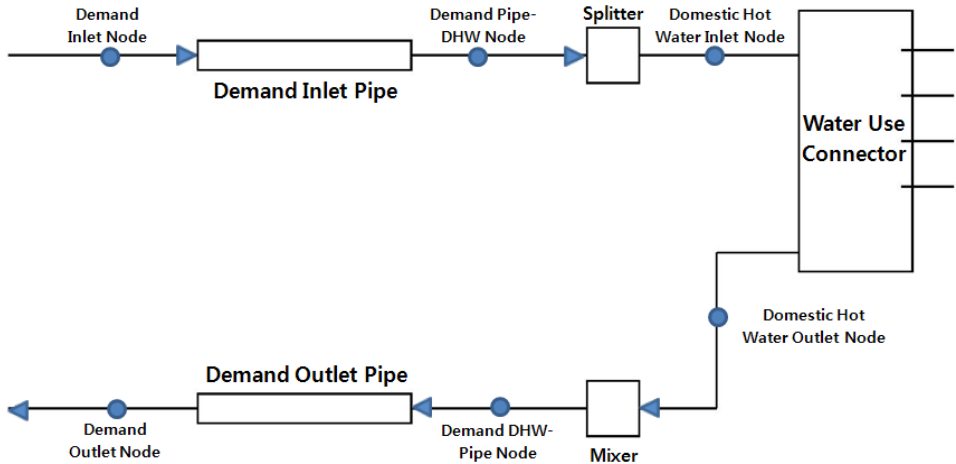 Demand
Inlet Node
Demand Pipe-
DHW Node
Splitter
Domestic Hot
Water Inlet Node
Demand Inlet Pipe
Water Use
Connector
Domestic Hot
Water Outlet Node
Demand Outlet Pipe
Demand
Outlet Node
Demand DHW-
Pipe Node
Mixer